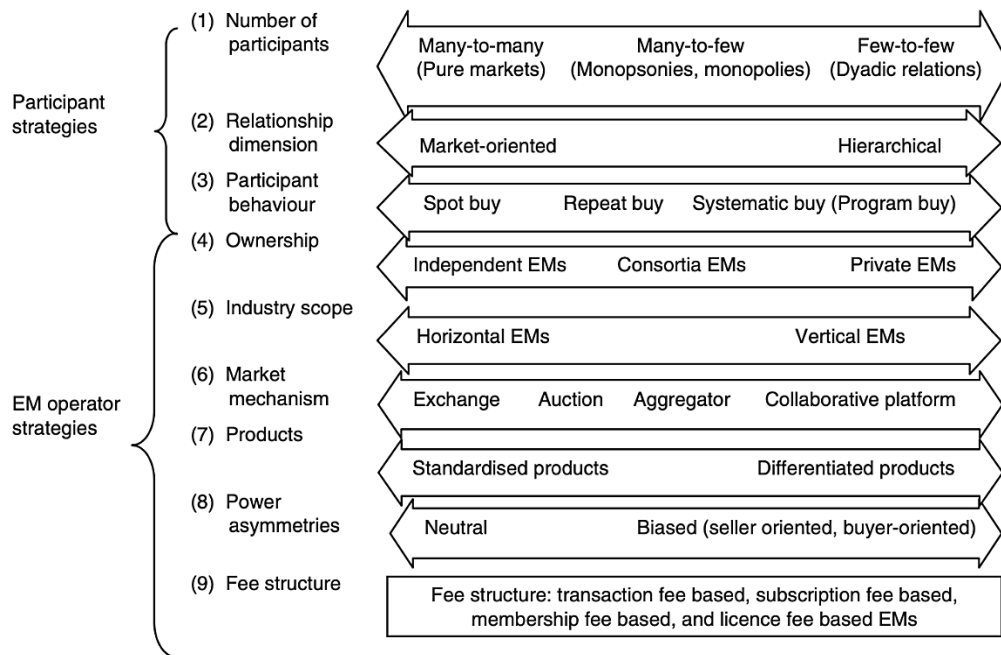 (1) Number of
participants
Many-to-many
(Pure markets)
Many-to-few
(Monopsonies, monopolies)
Few-to-few
(Dyadic relations)
Participant
strategies
(2) Relationship
dimension
Market-oriented
Hierarchical
(3) Participant
behaviour
Spot buy
Repeat buy
Systematic buy (Program buy)
(4) Ownership
Independent EMs
Consortia EMs
Private EMs
(5) Industry scope
Horizontal EMs
Vertical EMs
EM operator
strategies
(6) Market
mechanism
Exchange
Auction
Aggregator
Collaborative platform
(7) Products
Standardised products
Differentiated products
(8) Power
asymmetries
Neutral
Biased (seller oriented, buyer-oriented)
(9) Fee structure
Fee structure: transaction fee based, subscription fee based,
membership fee based, and licence fee based EMs